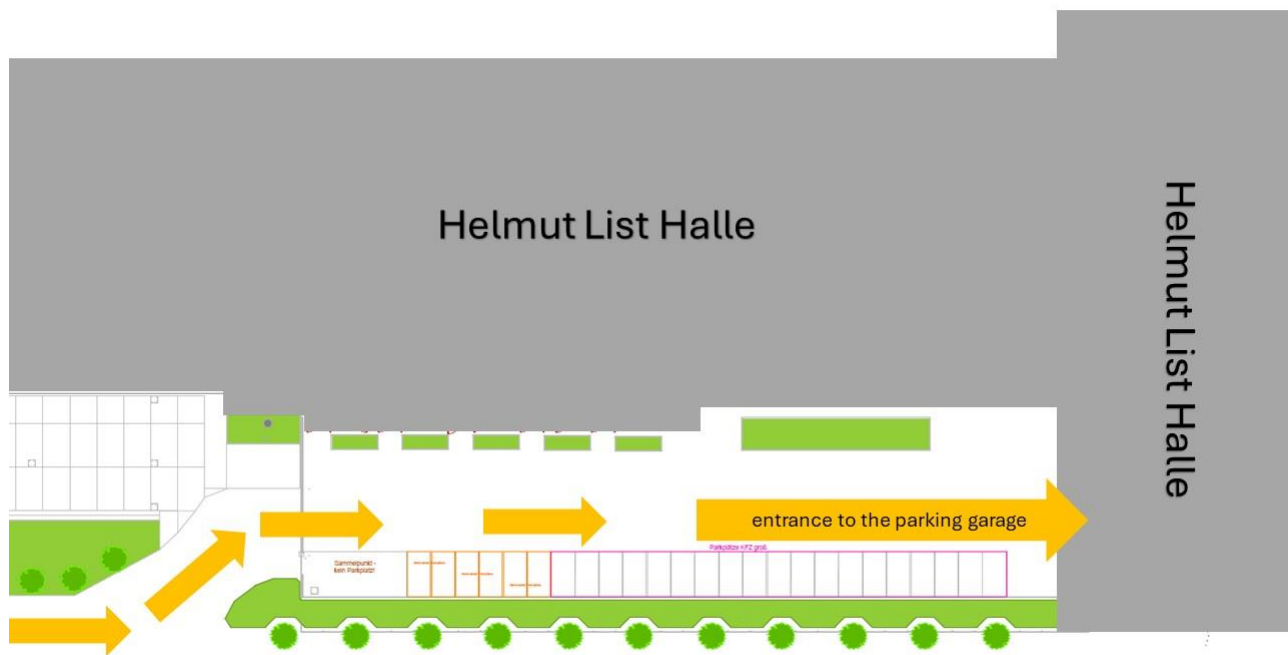 Helmut List Halle
Helmut List Halle
entrance to the parking garage
Parkplätze KFZ groß
Sammelpunkt -
kein Parkplatz!